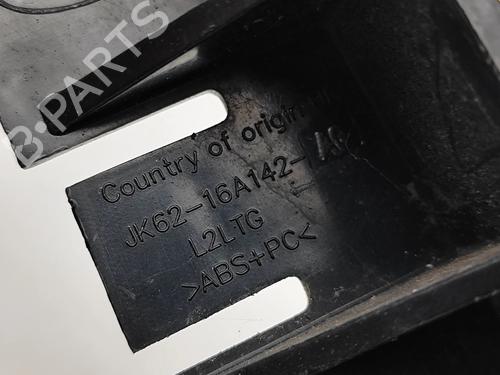 B-PARTS
Country of origin
JK62-16A142-
L2LTG
>ABS+PC<